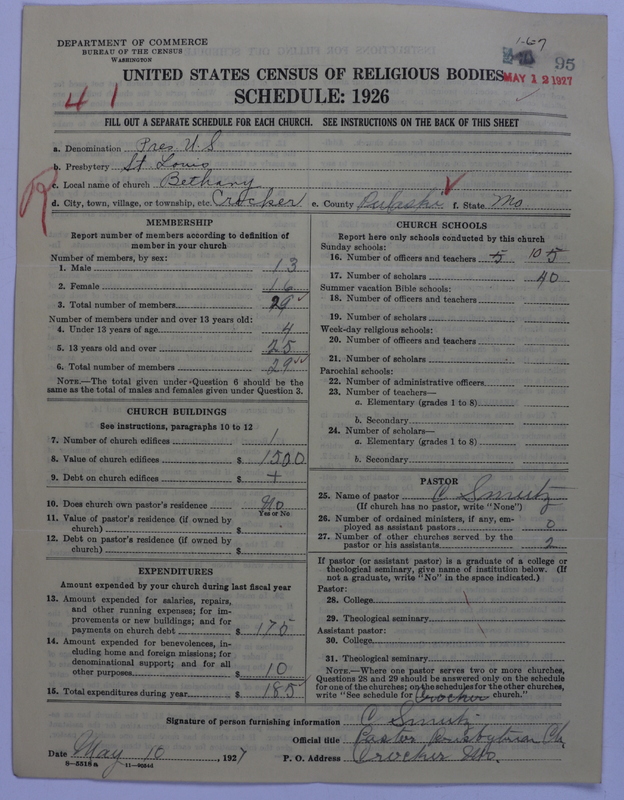 1-67
DEPARTMENT OF COMMERCE
BUREAU OF THE CENSUS
WASHINGTON
95
MAY 12 1927
UNITED STATES CENSUS OF RELIGIOUS BODIES
4 1
SCHEDULE: 1926
FILL OUT A SEPARATE SCHEDULE FOR EACH CHURCH. SEE INSTRUCTIONS ON THE BACK OF THIS SHEET
a. Denomination Pres U.S
b. Presbytery St Louis
c. Local name of church Bethany
d. City, town, village, or township, etc. Crocker e. County Pulaski f. State Mo
MEMBERSHIP
Report number of members according to definition of
member in your church
Number of members, by sex:
1. Male 13
2. Female 16
3. Total number of members 29
Number of members under and over 13 years old:
4. Under 13 years of age 4
5. 13 years old and over 25
6. Total number of members 29
NOTE.—The total given under Question 6 should be the
same as the total of males and females given under Question 3.
CHURCH BUILDINGS
See instructions, paragraphs 10 to 12
7. Number of church edifices 1
8. Value of church edifices $ 1500
9. Debt on church edifices $ +
10. Does church own pastor's residence No
Yes or No
11. Value of pastor's residence (if owned by
church) $
12. Debt on pastor's residence (if owned by
church) $
EXPENDITURES
Amount expended by your church during last fiscal year
13. Amount expended for salaries, repairs,
and other running expenses; for im-
provements or new buildings; and for
payments on church debt $ 175
14. Amount expended for benevolences, in-
cluding home and foreign missions; for
denominational support; and for all
other purposes $ 10
15. Total expenditures during year $ 185
CHURCH SCHOOLS
Report here only schools conducted by this church
Sunday schools:
16. Number of officers and teachers 5 10 5
17. Number of scholars 40
Summer vacation Bible schools:
18. Number of officers and teachers
19. Number of scholars
Week-day religious schools:
20. Number of officers and teachers
21. Number of scholars
Parochial schools:
22. Number of administrative officers
23. Number of teachers—
a. Elementary (grades 1 to 8)
b. Secondary
24. Number of scholars—
a. Elementary (grades 1 to 8)
b. Secondary
PASTOR
25. Name of pastor C Smutz
(If church has no pastor, write "None")
26. Number of ordained ministers, if any, em-
ployed as assistant pastors 0
27. Number of other churches served by the
pastor or his assistants 2
If pastor (or assistant pastor) is a graduate of a college or
theological seminary, give name of institution below. (If
not a graduate, write "No" in the space indicated.)
Pastor:
28. College
29. Theological seminary
Assistant pastor:
30. College
31. Theological seminary
NOTE.—Where one pastor serves two or more churches,
Questions 28 and 29 should be answered only on the schedule
for one of the churches; on the schedules for the other churches,
write "See schedule for Crocker church."
Signature of person furnishing information C Smutz
Official title Pastor Presbyterian Ch.
Date May 10, 1927 P. O. Address Crocker Mo.
8—5318a